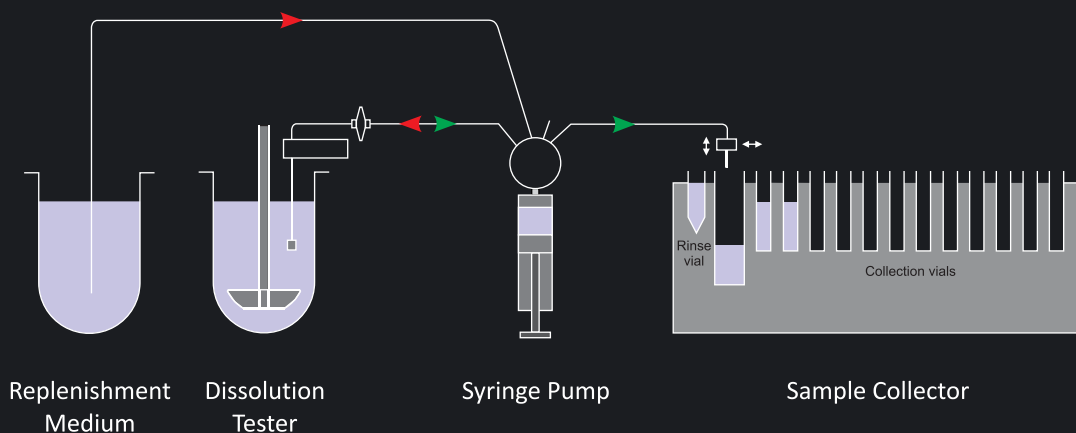 Rinse
vial
Collection vials
Replenishment
Medium
Dissolution
Tester
Syringe Pump
Sample Collector